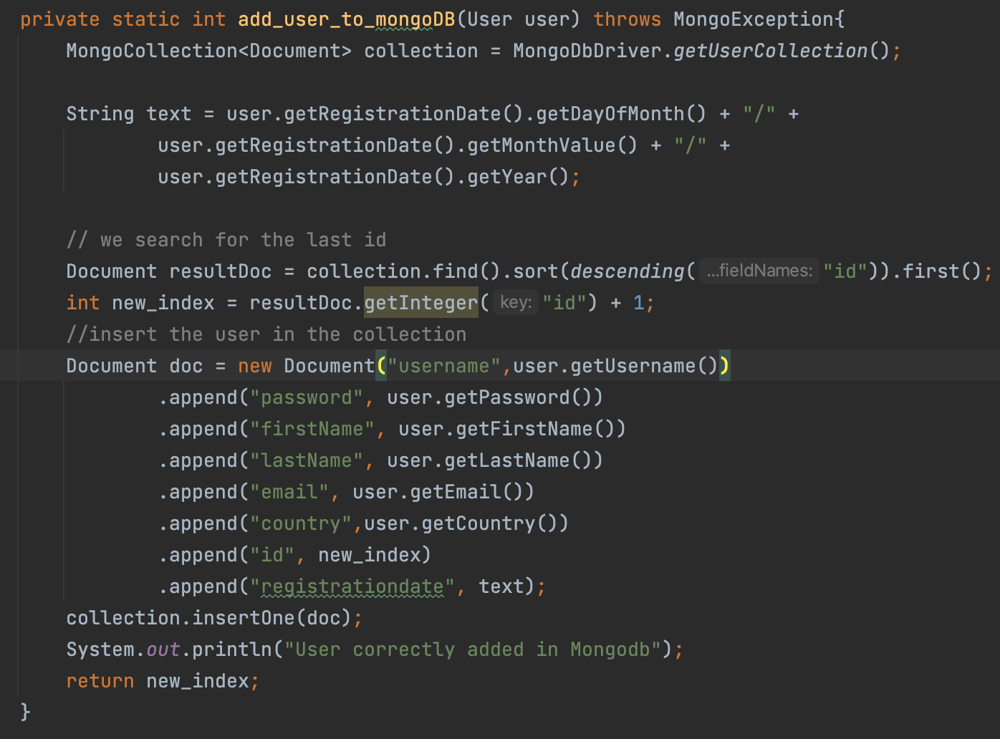 private static int add_user_to_mongoDB(User user) throws MongoException{
MongoCollection<Document> collection = MongoDbDriver.getUserCollection();
String text = user.getRegistrationDate().getDayOfMonth() + "/" +
user.getRegistrationDate().getMonthValue() + "/" +
user.getRegistrationDate().getYear();
// we search for the last id
Document resultDoc = collection.find().sort(descending( ...fieldNames: "id")).first();
int new_index = resultDoc.getInteger( key: "id") + 1;
//insert the user in the collection
Document doc = new Document("username",user.getUsername())
.append("password", user.getPassword())
.append("firstName", user.getFirstName())
.append("lastName", user.getLastName())
.append("email", user.getEmail())
.append("country",user.getCountry())
.append("id", new_index)
.append("registrationdate", text);
collection.insertOne(doc);
System.out.println("User correctly added in Mongodb");
return new_index;
}